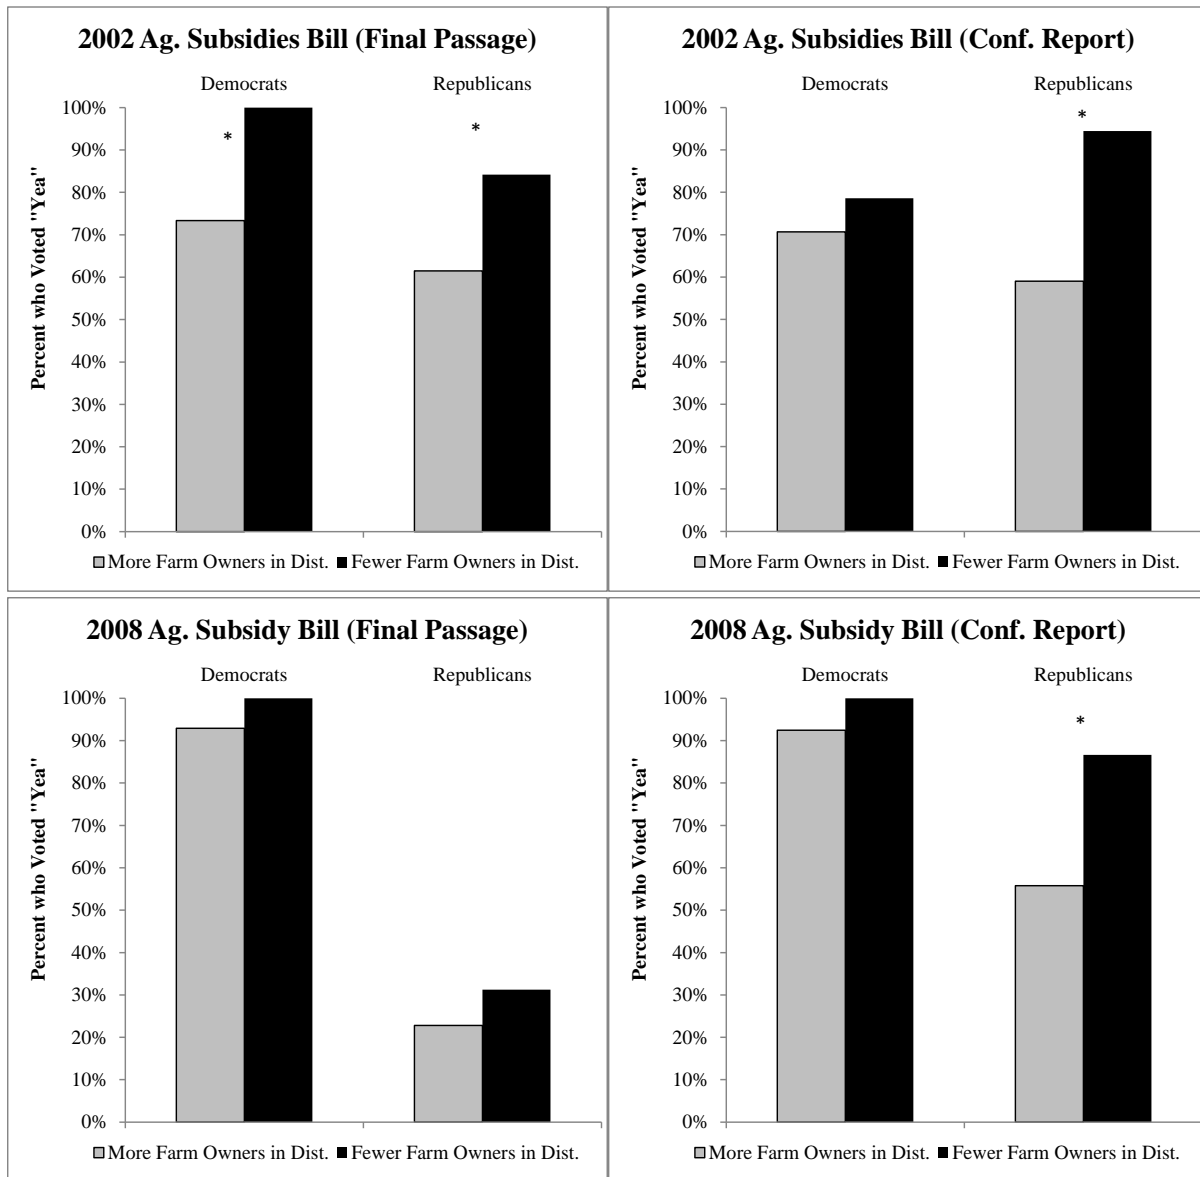 2002 Ag. Subsidies Bill (Final Passage)
Democrats Republicans
Percent who Voted "Yea"
100%
90%
80%
70%
60%
50%
40%
30%
20%
10%
0%
* *
More Farm Owners in Dist. Fewer Farm Owners in Dist.
2002 Ag. Subsidies Bill (Conf. Report)
Democrats Republicans
Percent who Voted "Yea"
100%
90%
80%
70%
60%
50%
40%
30%
20%
10%
0%
*
More Farm Owners in Dist. Fewer Farm Owners in Dist.
2008 Ag. Subsidy Bill (Final Passage)
Democrats Republicans
Percent who Voted "Yea"
100%
90%
80%
70%
60%
50%
40%
30%
20%
10%
0%
More Farm Owners in Dist. Fewer Farm Owners in Dist.
2008 Ag. Subsidy Bill (Conf. Report)
Democrats Republicans
Percent who Voted "Yea"
100%
90%
80%
70%
60%
50%
40%
30%
20%
10%
0%
*
More Farm Owners in Dist. Fewer Farm Owners in Dist.